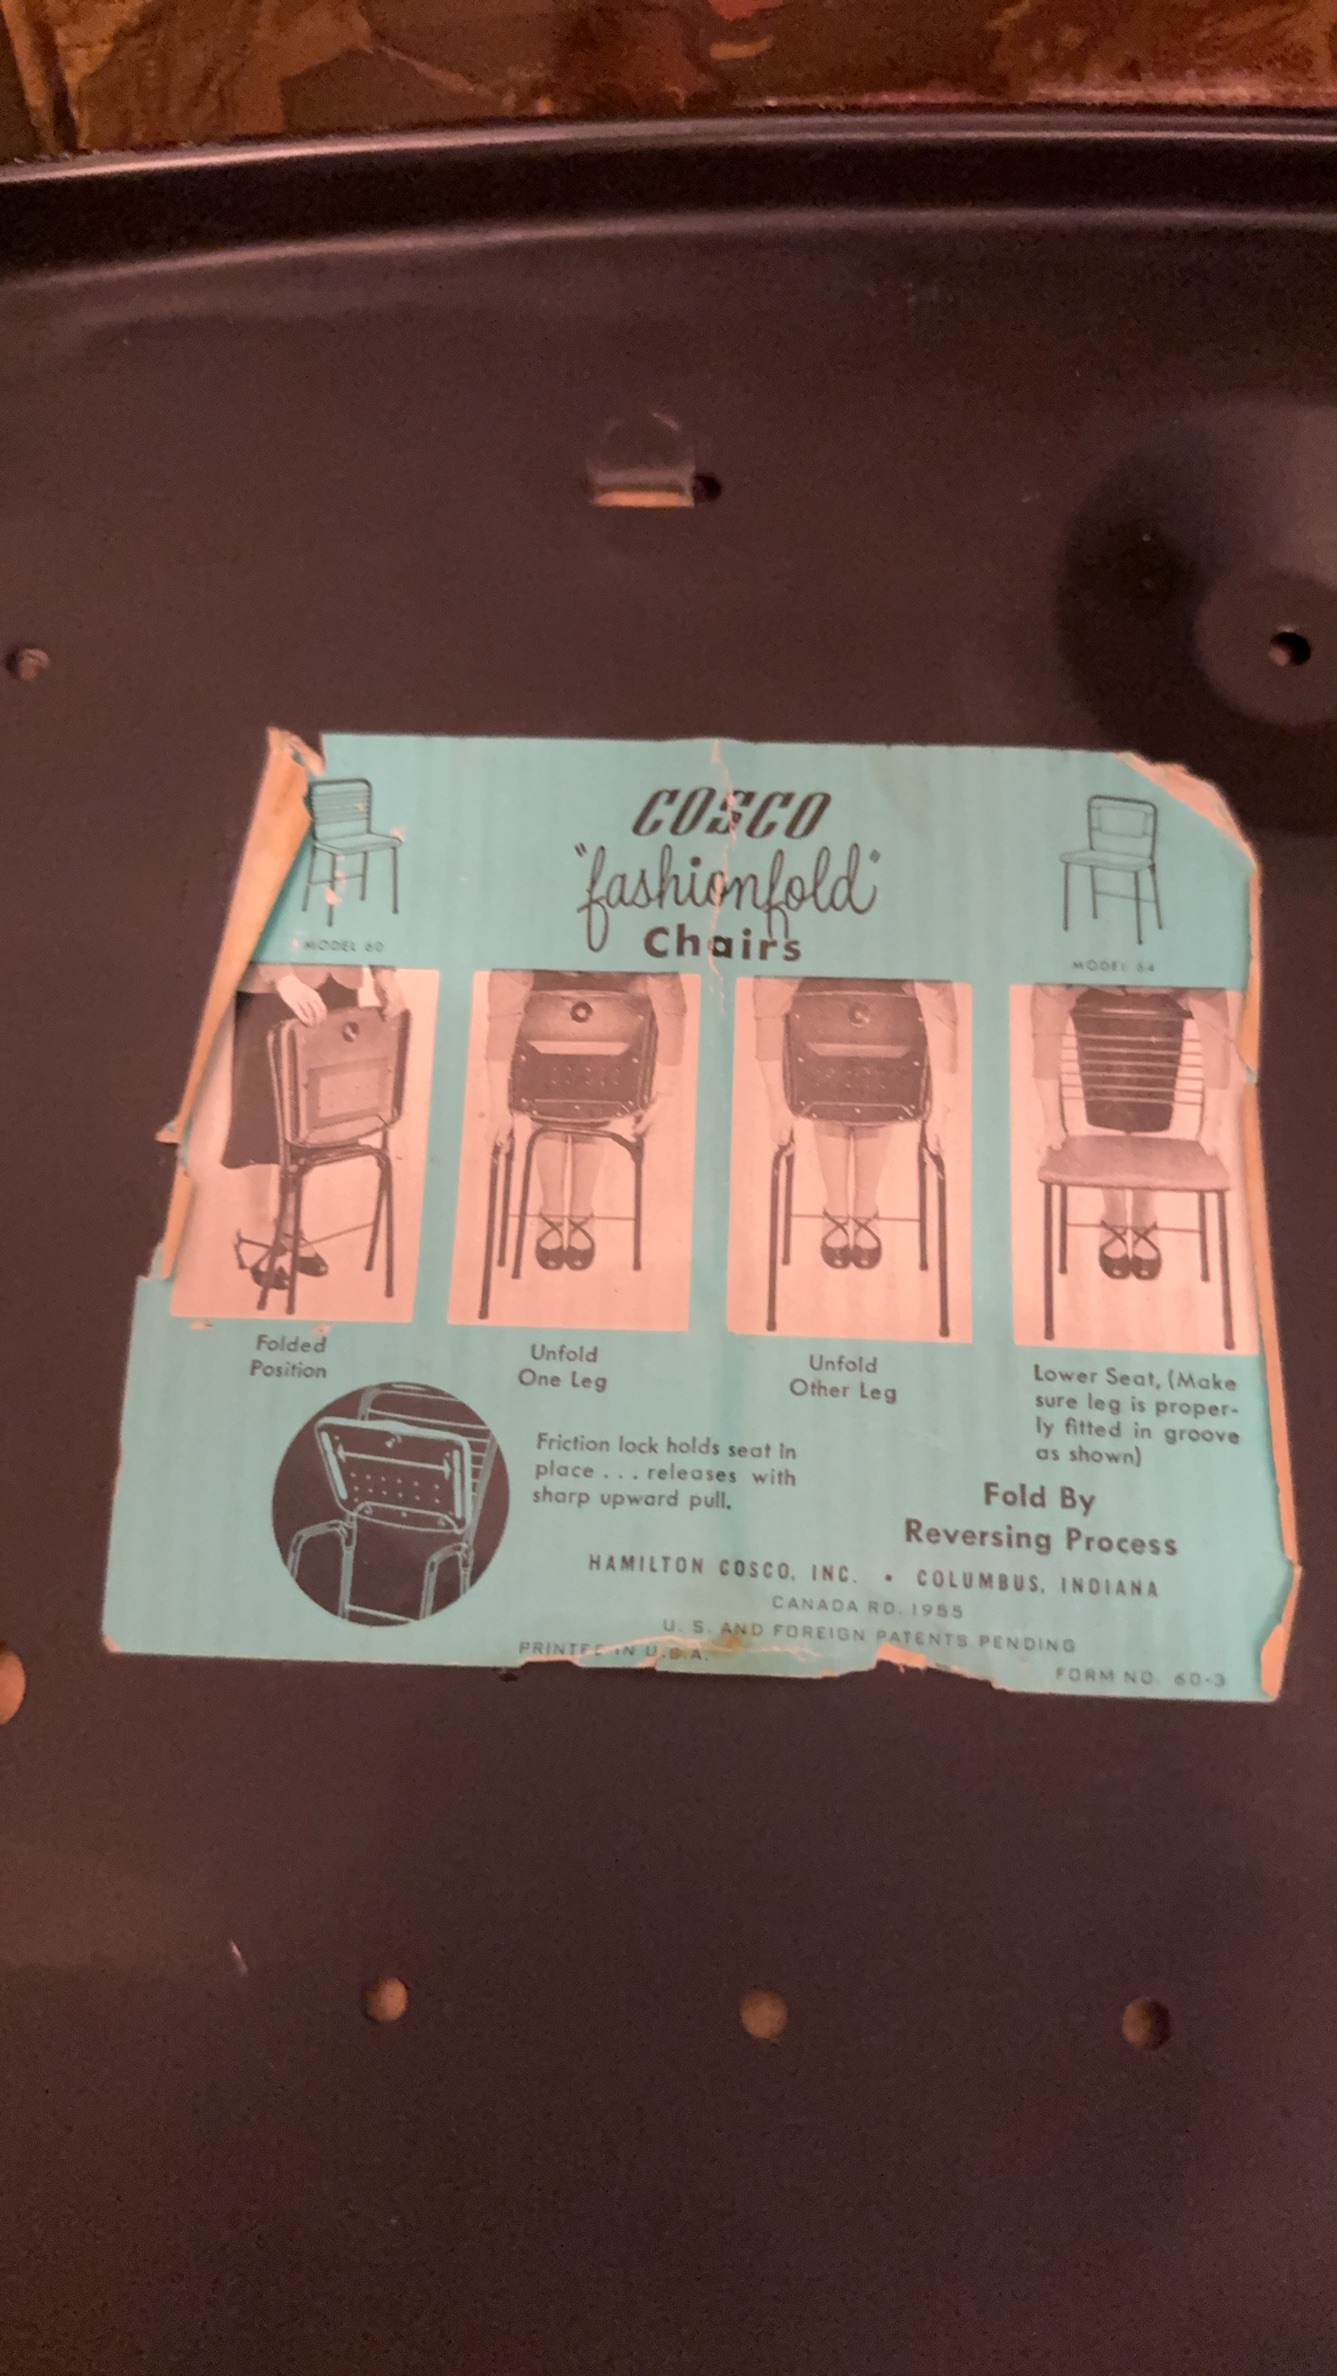 COSCO
"fashionfold"
Chairs
MODEL 60
MODEL 64
Folded
Position
Unfold
One Leg
Unfold
Other Leg
Lower Seat, (Make
sure leg is proper-
ly fitted in groove
as shown)
Friction lock holds seat in
place . . . releases with
sharp upward pull.
Fold By
Reversing Process
HAMILTON COSCO, INC. • COLUMBUS, INDIANA
CANADA RD. 1955
U. S. AND FOREIGN PATENTS PENDING
PRINTED IN U.S.A.
FORM NO. 60-3